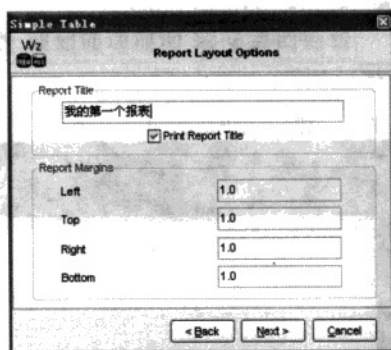 Simple Table
Wz
Report Layout Options
Report Title
我的第一个报表
Print Report Title
Report Margins
Left 1.0
Top 1.0
Right 1.0
Bottom 1.0
< Back Next > Cancel